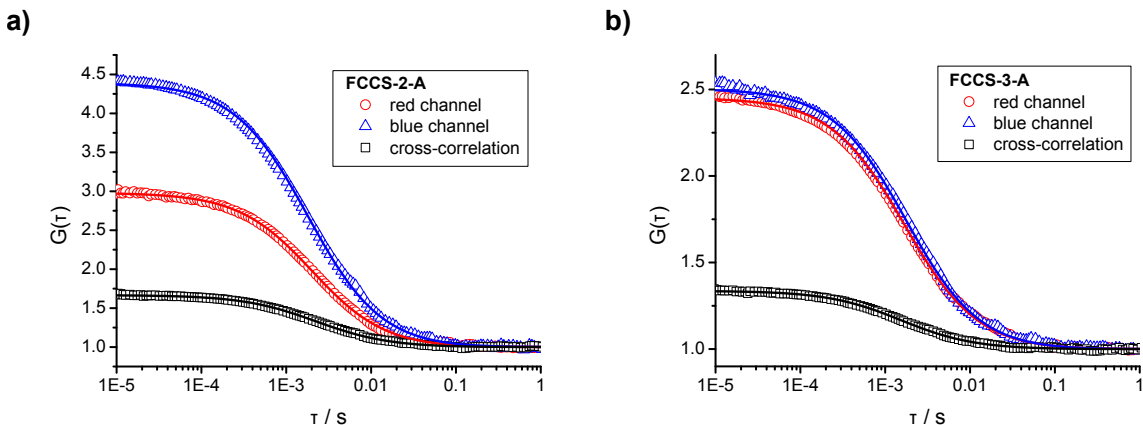 a)
FCCS-2-A
red channel
blue channel
cross-correlation
G(τ)
4.5
4.0
3.5
3.0
2.5
2.0
1.5
1.0
1E-5
1E-4
1E-3
0.01
0.1
1
τ / s
b)
FCCS-3-A
red channel
blue channel
cross-correlation
G(τ)
2.5
2.0
1.5
1.0
1E-5
1E-4
1E-3
0.01
0.1
1
τ / s